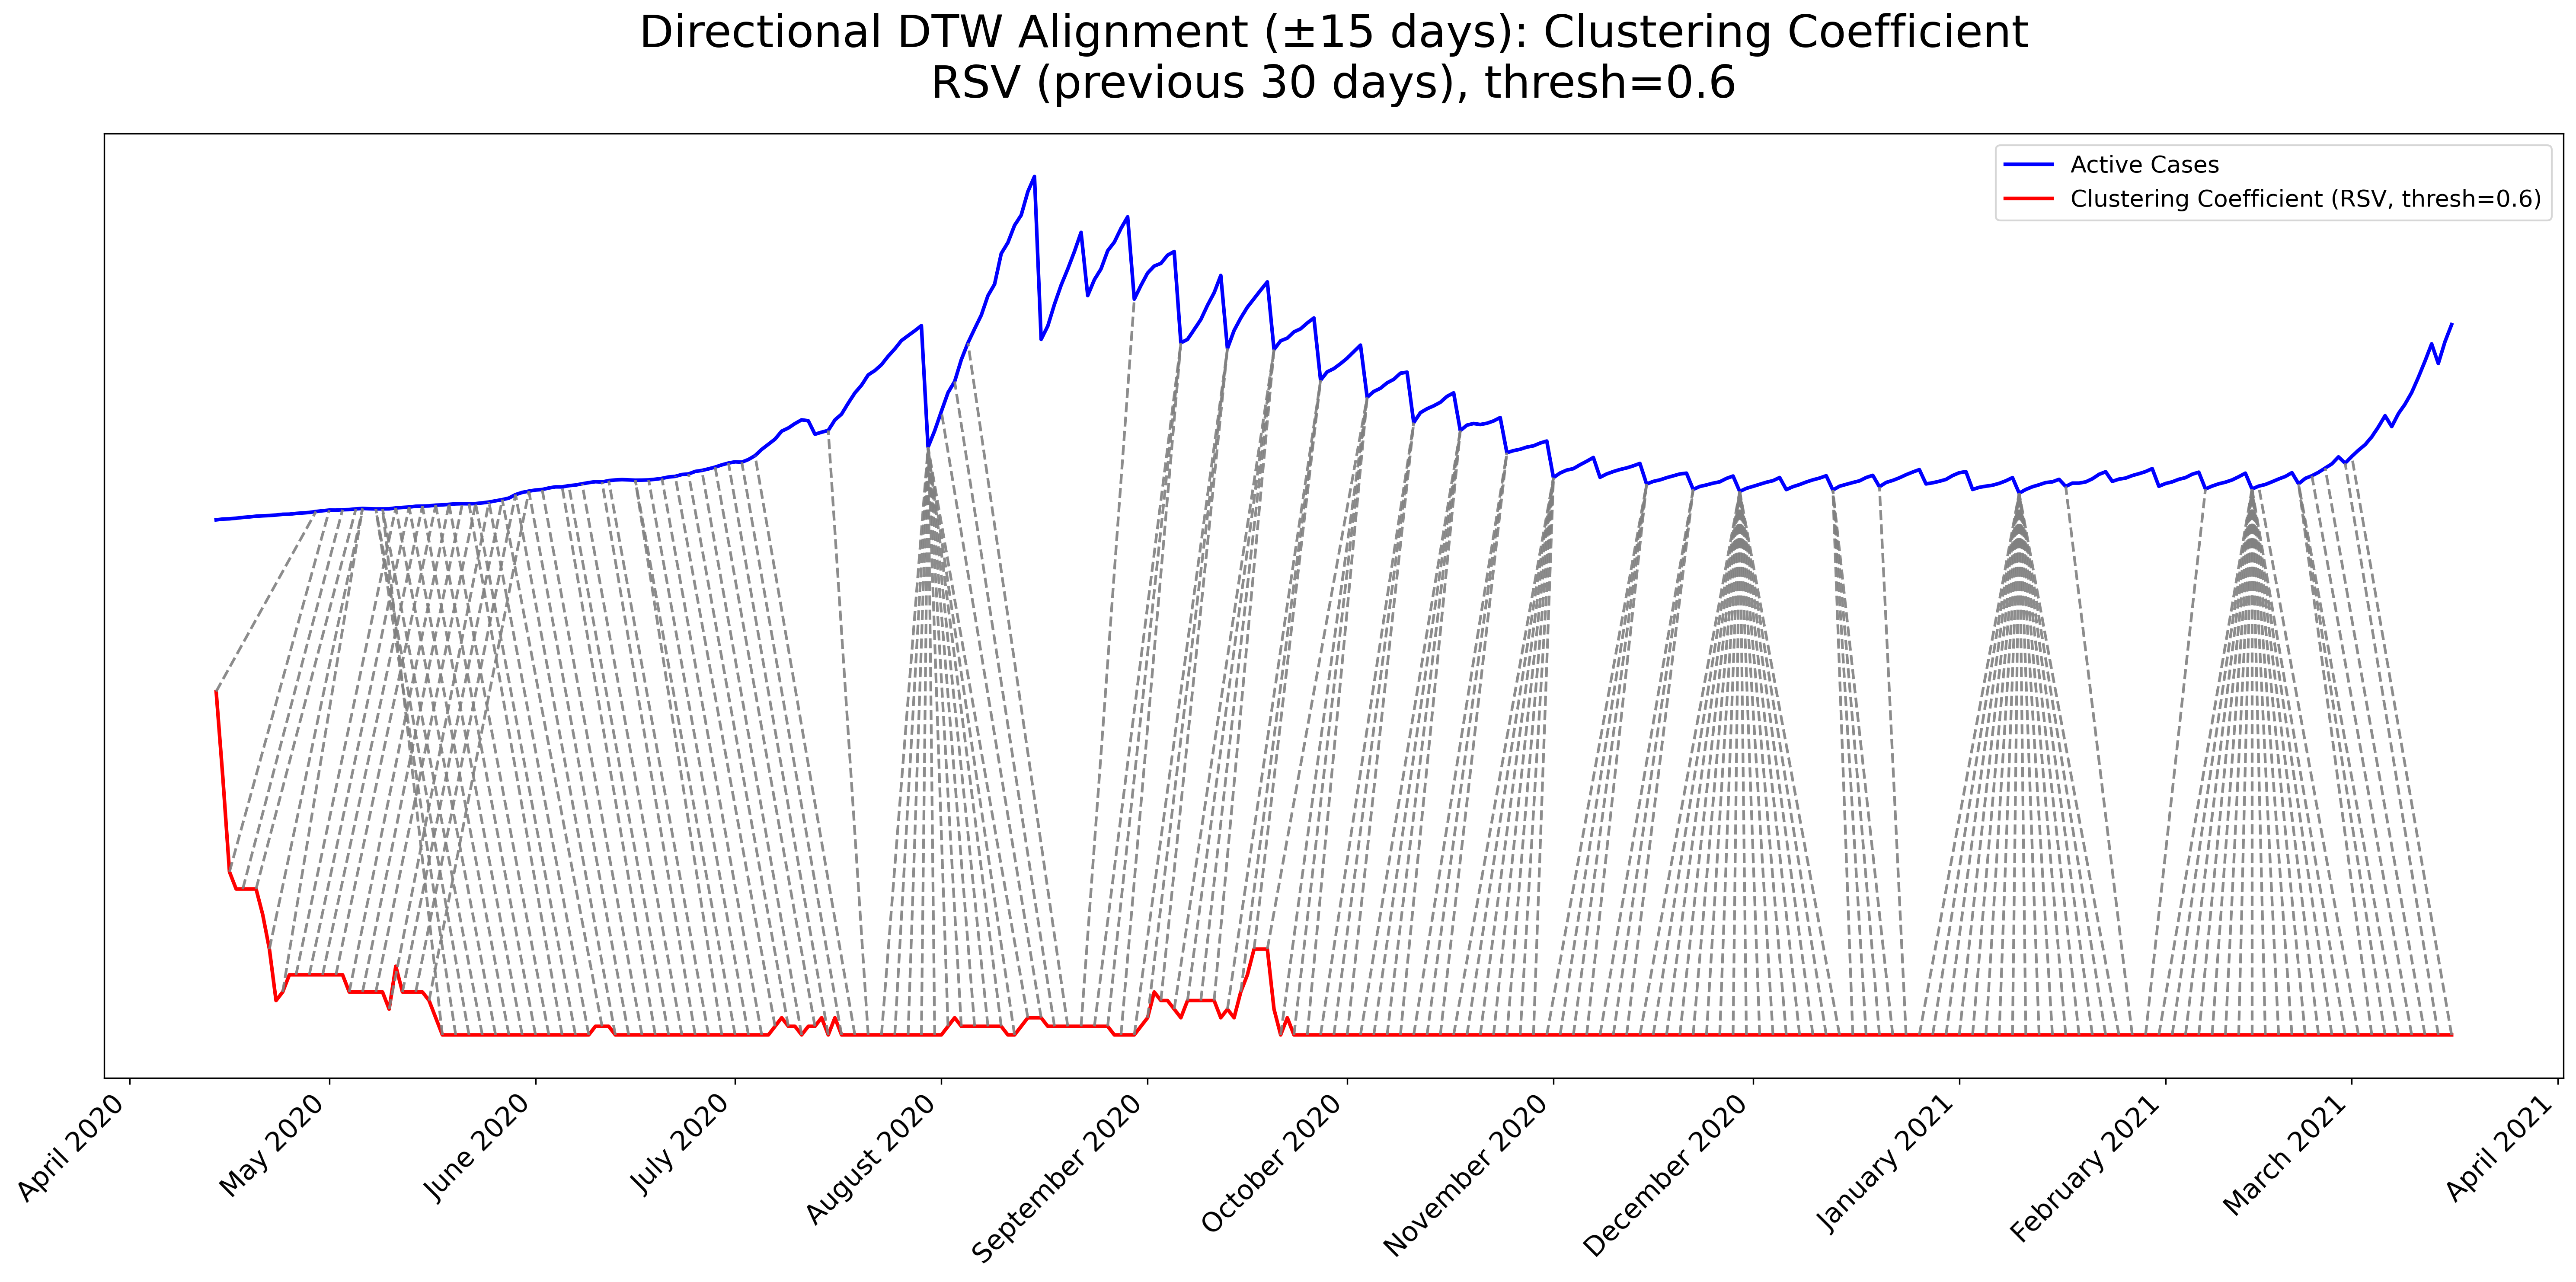 Directional DTW Alignment (±15 days): Clustering Coefficient
RSV (previous 30 days), thresh=0.6
Active Cases
Clustering Coefficient (RSV, thresh=0.6)
April 2020
May 2020
June 2020
July 2020
August 2020
September 2020
October 2020
November 2020
December 2020
January 2021
February 2021
March 2021
April 2021